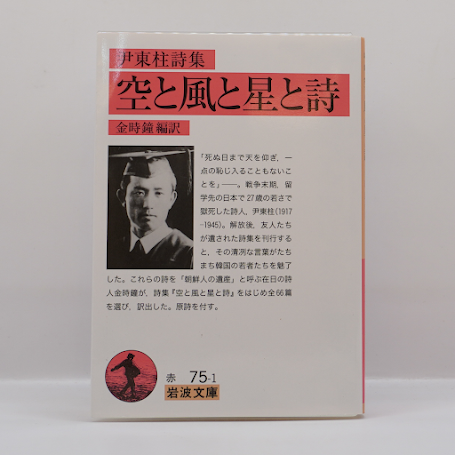 尹東柱詩集
空と風と星と詩
金時鐘編訳
「死ぬ日まで天を仰ぎ，一
点の恥じ入ることもないこ
とを」──。戦争末期，留
学先の日本で27歳の若さで
獄死した詩人，尹東柱(1917
-1945)。解放後，友人たち
が遺された詩集を刊行する
と，その清冽な言葉がたち
まち韓国の若者たちを魅了
した。これらの詩を「朝鮮人の遺産」と呼ぶ在日の詩
人金時鐘が，詩集『空と風と星と詩』をはじめ全66篇
を選び，訳出した。原詩を付す。
赤 75-1
岩波文庫